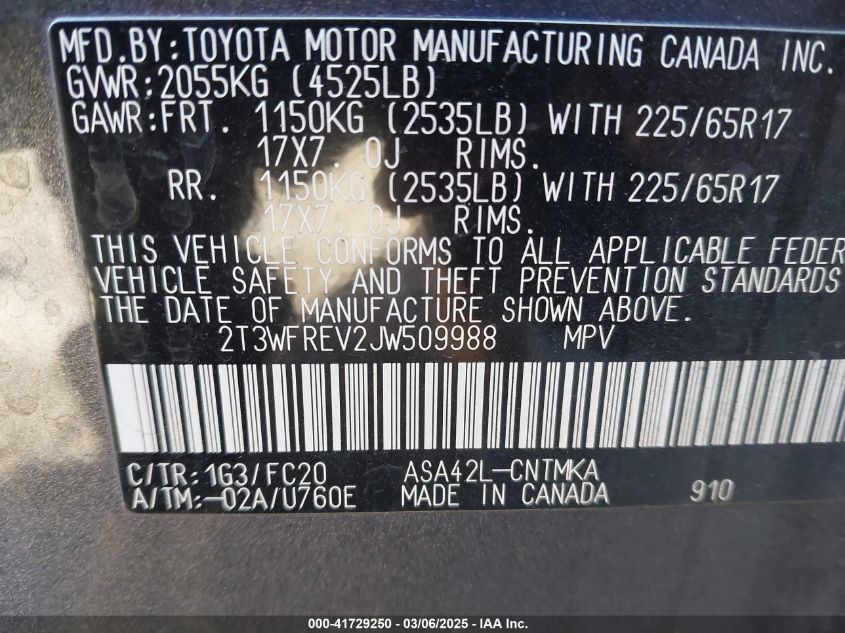 MFD.BY:TOYOTA MOTOR MANUFACTURING CANADA INC.
GVWR:2055KG (4525LB)
GAWR:FRT. 1150KG (2535LB) WITH 225/65R17
17X7. 0J RIMS.
RR. 1150KG (2535LB) WITH 225/65R17
17X7. 0J RIMS.
THIS VEHICLE CONFORMS TO ALL APPLICABLE FEDER
VEHICLE SAFETY AND THEFT PREVENTION STANDARDS
THE DATE OF MANUFACTURE SHOWN ABOVE.
2T3WFREV2JW509988 MPV
C/TR:1G3/FC20 ASA42L-CNTMKA
A/TM:-02A/U760E MADE IN CANADA 910
000-41729250 | 03/06/2025 | IAA Inc.